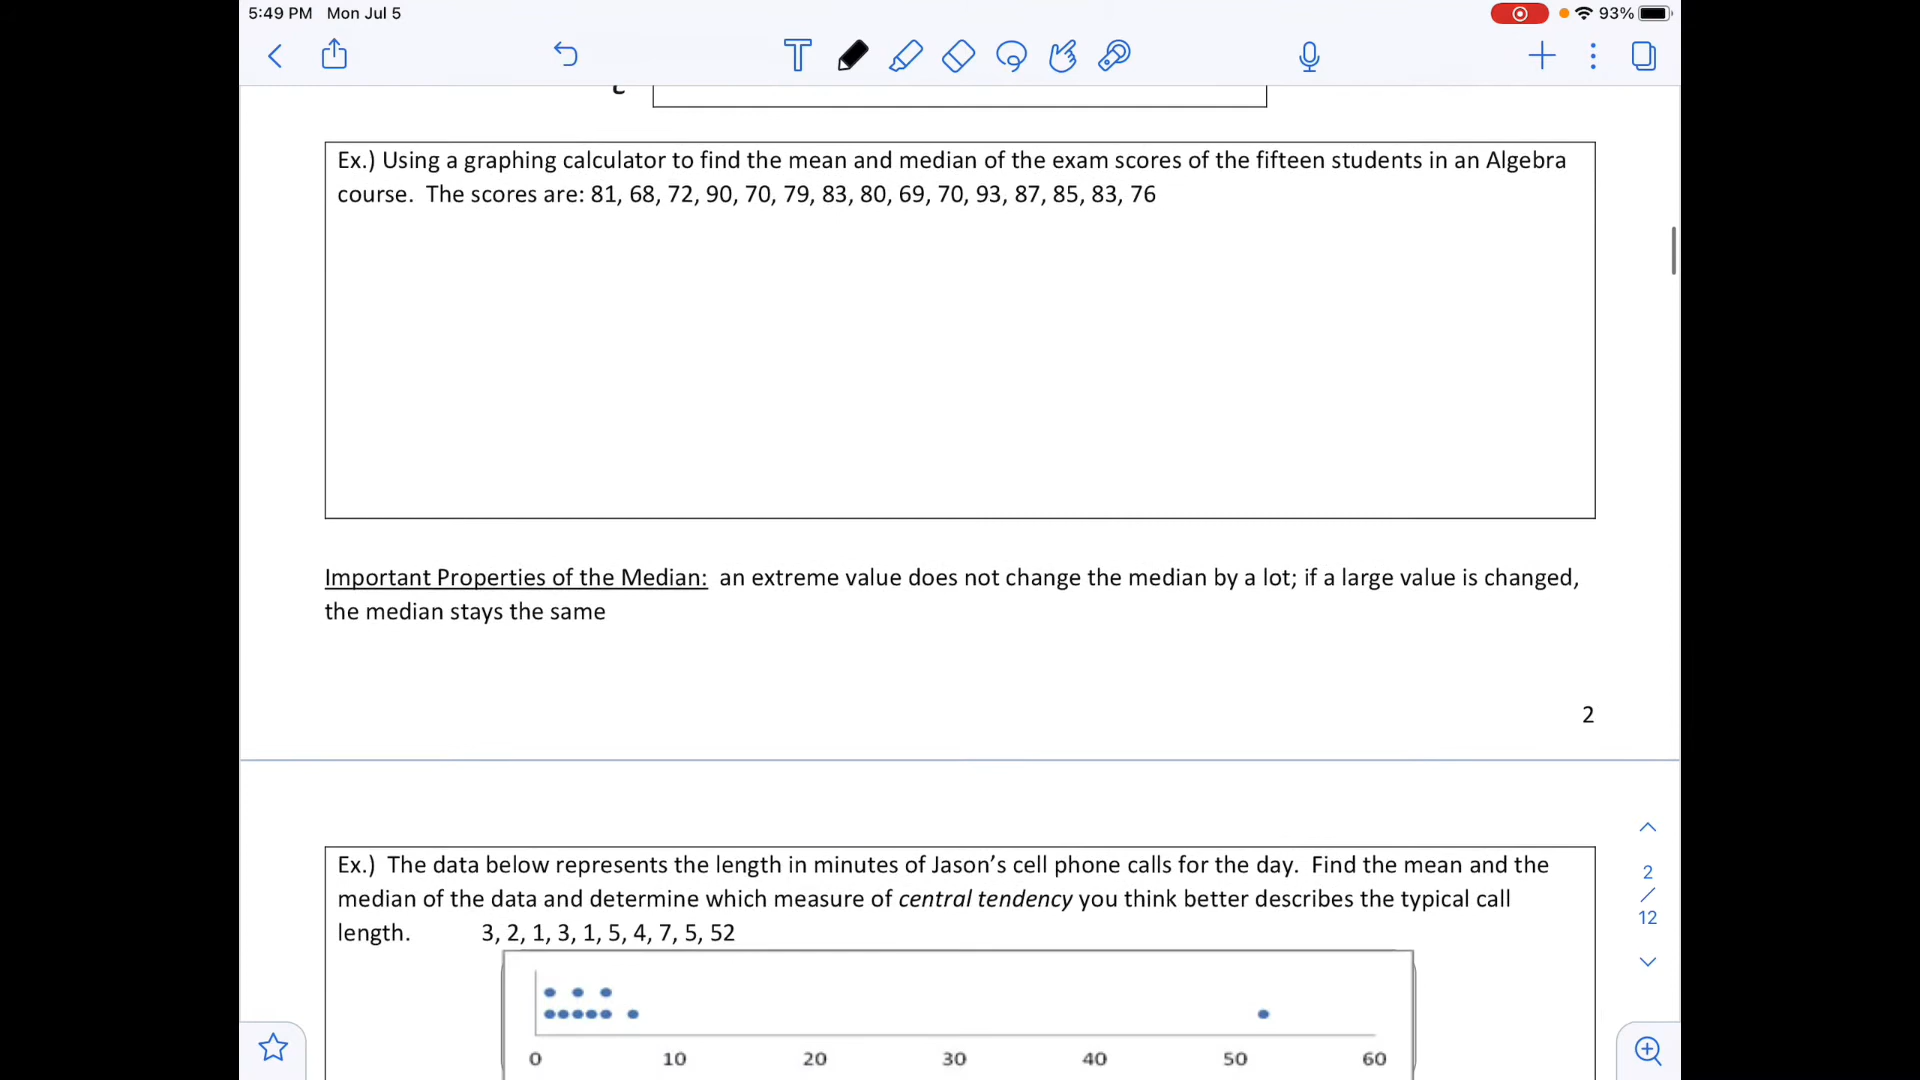 5:49 PM Mon Jul 5
93%
Ex.) Using a graphing calculator to find the mean and median of the exam scores of the fifteen students in an Algebra
course. The scores are: 81, 68, 72, 90, 70, 79, 83, 80, 69, 70, 93, 87, 85, 83, 76
Important Properties of the Median: an extreme value does not change the median by a lot; if a large value is changed,
the median stays the same
2
Ex.) The data below represents the length in minutes of Jason’s cell phone calls for the day. Find the mean and the
median of the data and determine which measure of central tendency you think better describes the typical call
length. 3, 2, 1, 3, 1, 5, 4, 7, 5, 52
0 10 20 30 40 50 60
2
/
12